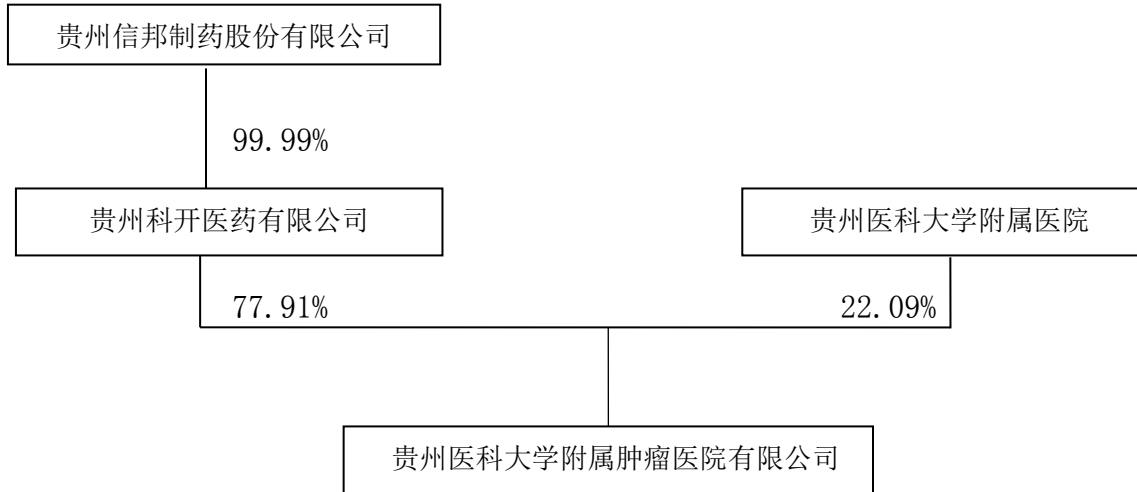 贵州信邦制药股份有限公司
99.99%
贵州科开医药有限公司
贵州医科大学附属医院
77.91%
22.09%
贵州医科大学附属肿瘤医院有限公司